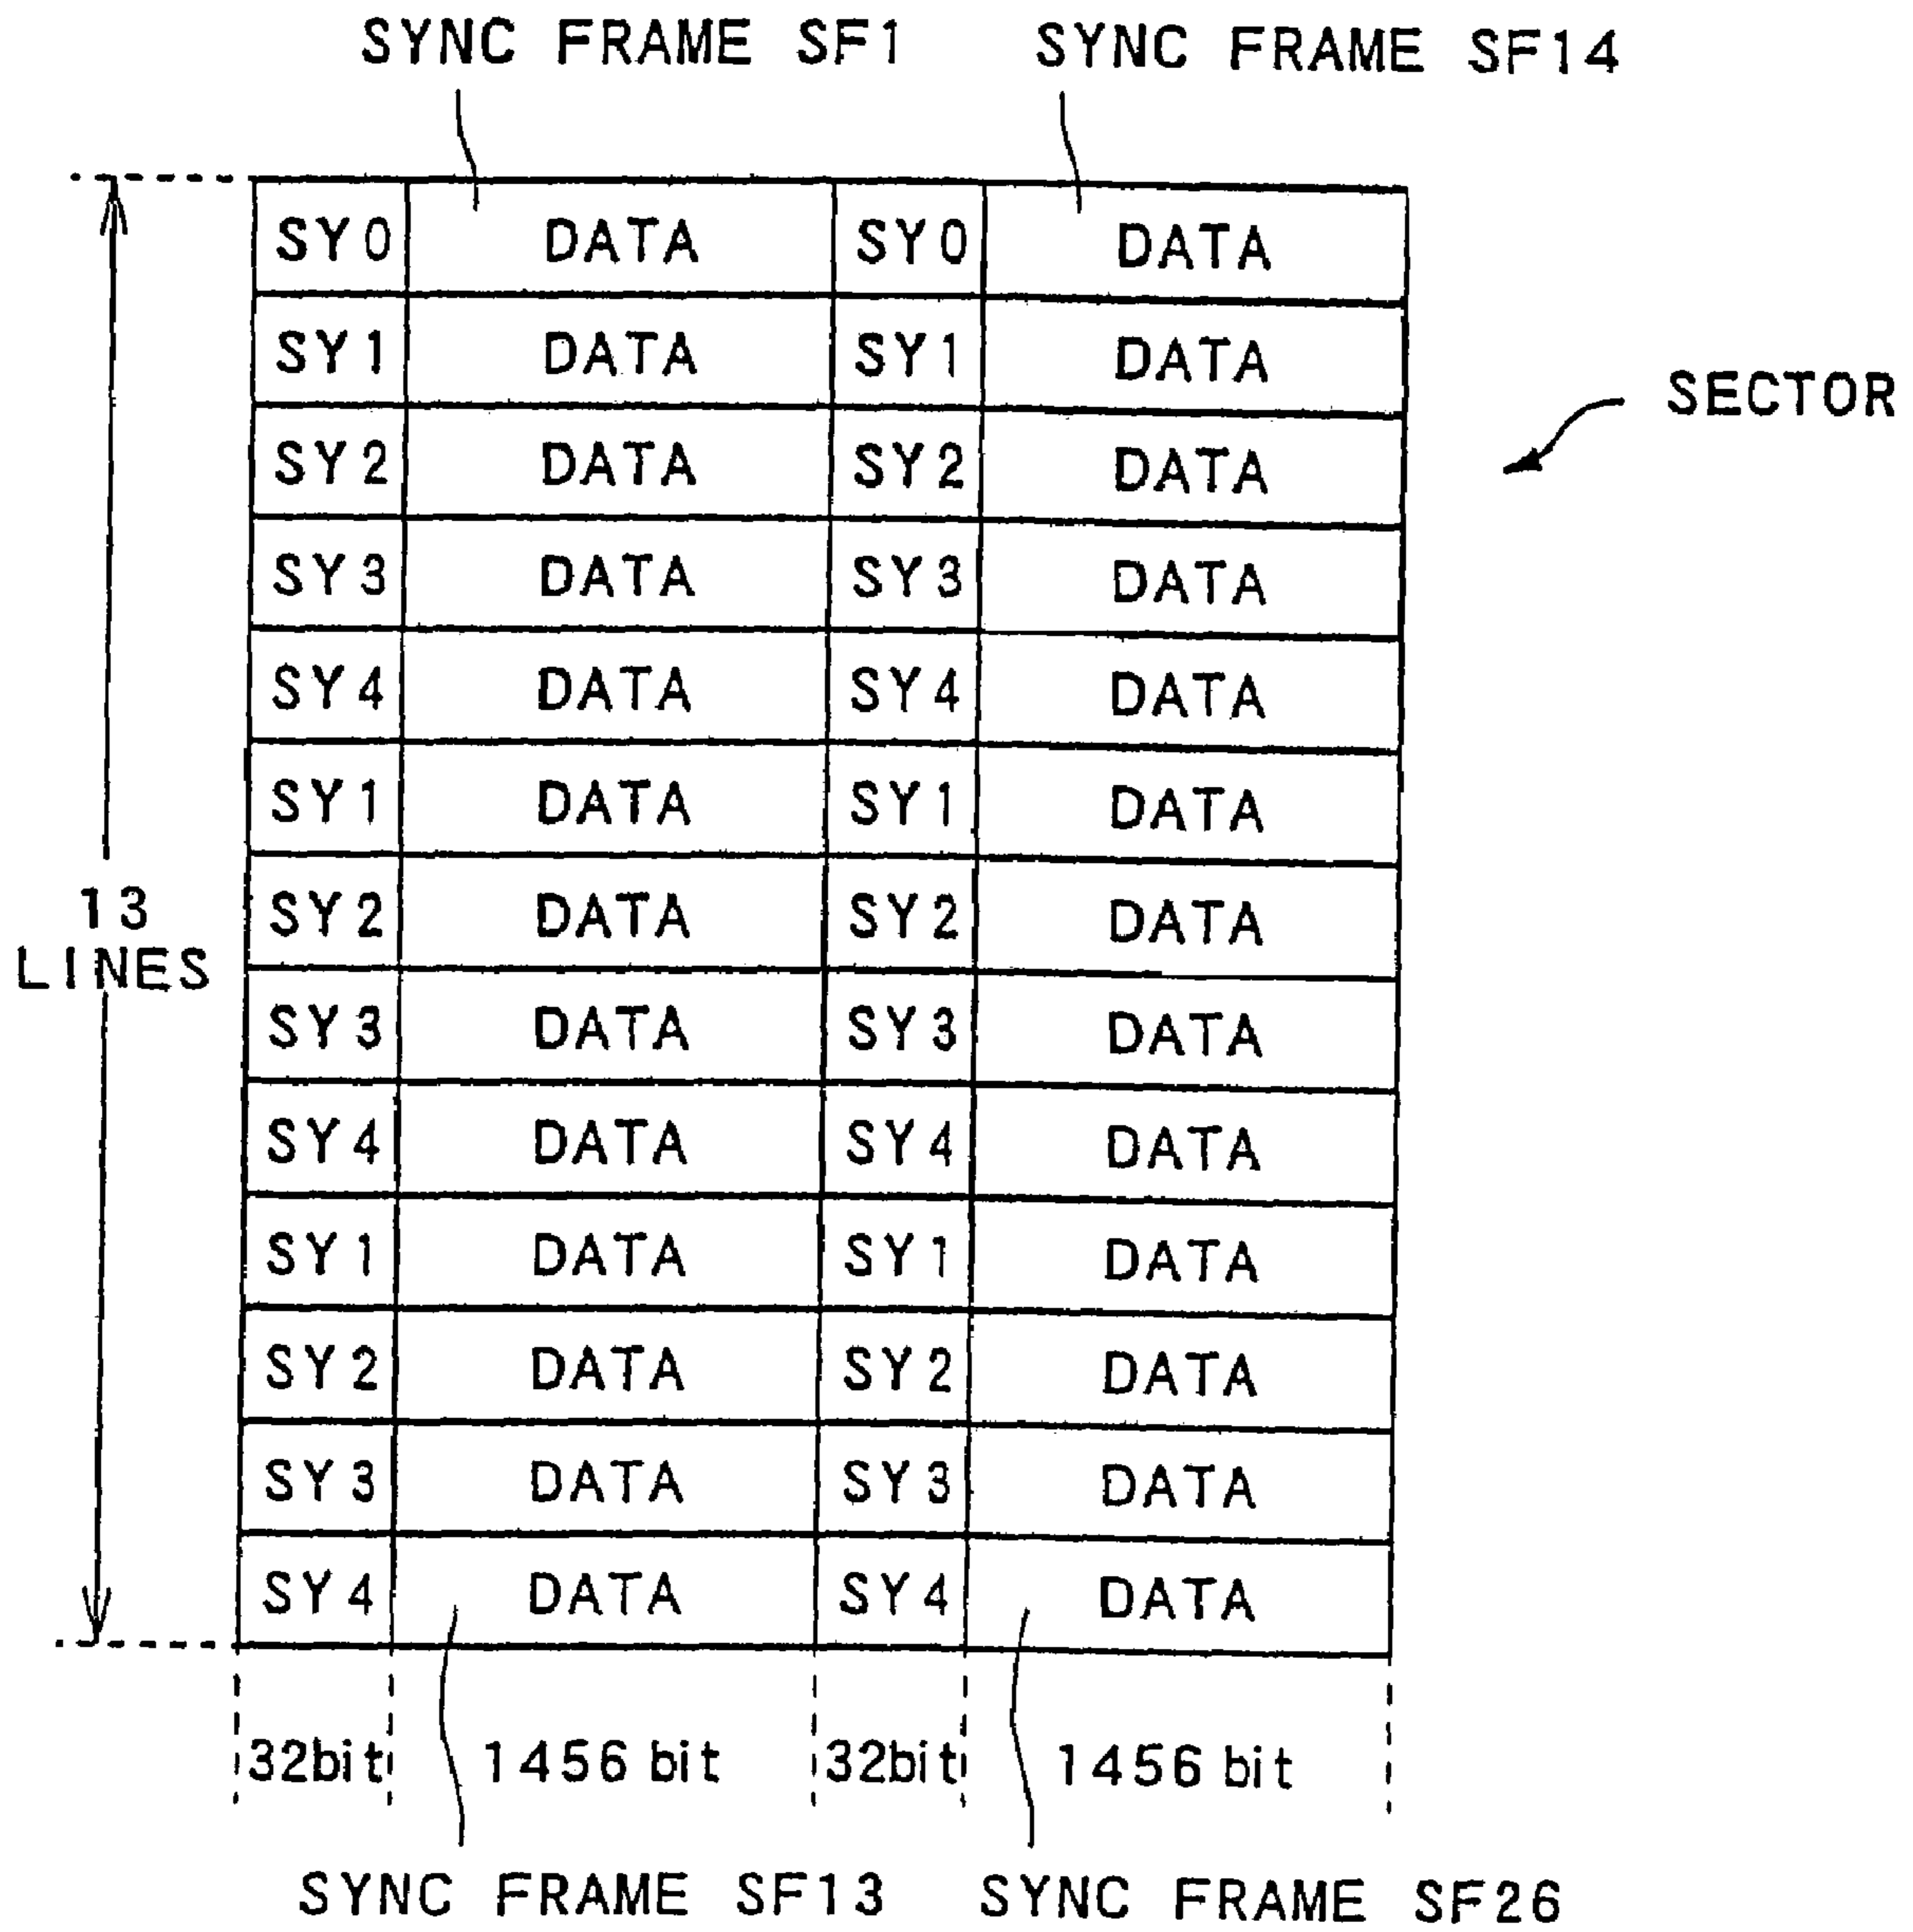 SYNC FRAME SF1 SYNC FRAME SF14
SY0 DATA SY0 DATA
SY1 DATA SY1 DATA
SECTOR
SY2 DATA SY2 DATA
SY3 DATA SY3 DATA
SY4 DATA SY4 DATA
SY1 DATA SY1 DATA
13
LINES
SY2 DATA SY2 DATA
SY3 DATA SY3 DATA
SY4 DATA SY4 DATA
SY1 DATA SY1 DATA
SY2 DATA SY2 DATA
SY3 DATA SY3 DATA
SY4 DATA SY4 DATA
32bit 1456 bit 32bit 1456 bit
SYNC FRAME SF13 SYNC FRAME SF26